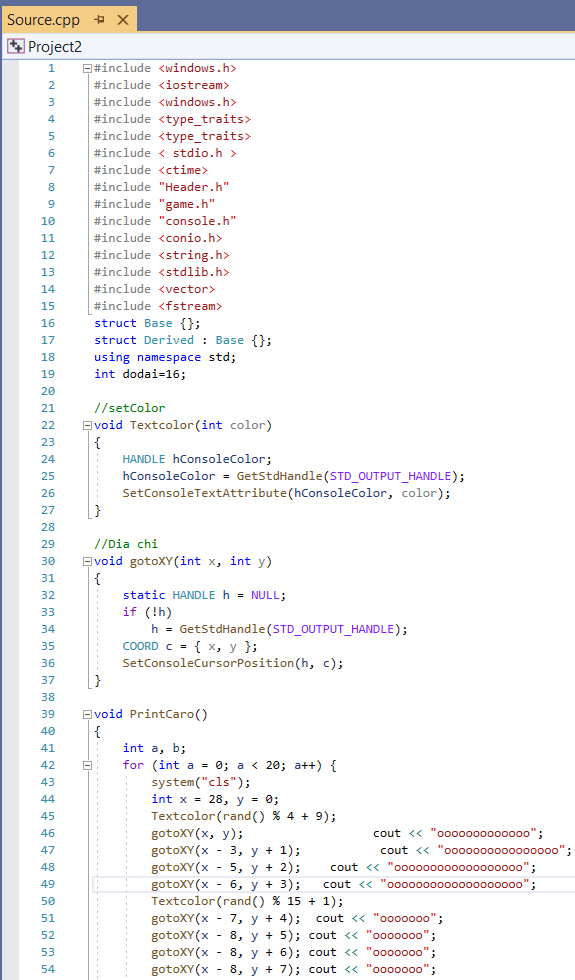 Source.cpp
Project2
1 #include <windows.h>
2 #include <iostream>
3 #include <windows.h>
4 #include <type_traits>
5 #include <type_traits>
6 #include < stdio.h >
7 #include <ctime>
8 #include "Header.h"
9 #include "game.h"
10 #include "console.h"
11 #include <conio.h>
12 #include <string.h>
13 #include <stdlib.h>
14 #include <vector>
15 #include <fstream>
16 struct Base {};
17 struct Derived : Base {};
18 using namespace std;
19 int dodai=16;
20
21 //setColor
22 void Textcolor(int color)
23 {
24     HANDLE hConsoleColor;
25     hConsoleColor = GetStdHandle(STD_OUTPUT_HANDLE);
26     SetConsoleTextAttribute(hConsoleColor, color);
27 }
28
29 //Dia chi
30 void gotoXY(int x, int y)
31 {
32     static HANDLE h = NULL;
33     if (!h)
34         h = GetStdHandle(STD_OUTPUT_HANDLE);
35     COORD c = { x, y };
36     SetConsoleCursorPosition(h, c);
37 }
38
39 void PrintCaro()
40 {
41     int a, b;
42     for (int a = 0; a < 20; a++) {
43         system("cls");
44         int x = 28, y = 0;
45         Textcolor(rand() % 4 + 9);
46         gotoXY(x, y);                  cout << "ooooooooooooo";
47         gotoXY(x - 3, y + 1);           cout << "oooooooooooooooo";
48         gotoXY(x - 5, y + 2);    cout << "oooooooooooooooooo";
49         gotoXY(x - 6, y + 3);   cout << "ooooooooooooooooooo";
50         Textcolor(rand() % 15 + 1);
51         gotoXY(x - 7, y + 4);  cout << "ooooooo";
52         gotoXY(x - 8, y + 5); cout << "ooooooo";
53         gotoXY(x - 8, y + 6); cout << "ooooooo";
54         gotoXY(x - 8, y + 7); cout << "ooooooo";